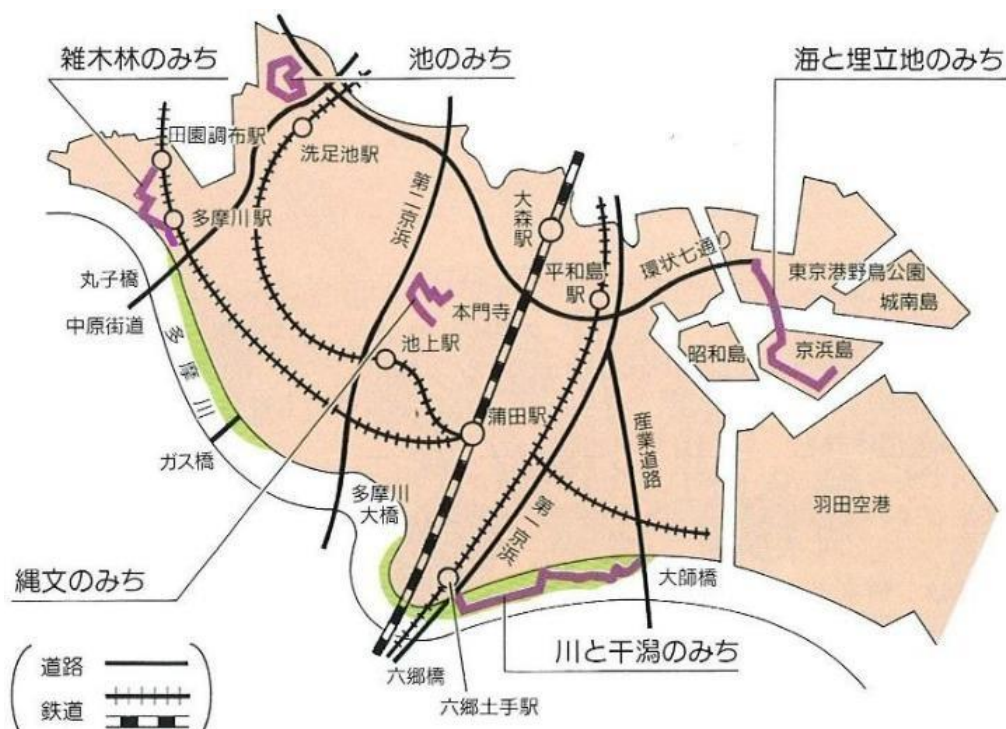 雑木林のみち
池のみち
海と埋立地のみち
田園調布駅
洗足池駅
多摩川駅
第二京浜
大森駅
平和島駅
環状七通
東京港野鳥公園
城南島
丸子橋
中原街道
多摩川
本門寺
池上駅
昭和島
京浜島
蒲田駅
ガス橋
産業道路
多摩川
大橋
第一京浜
羽田空港
縄文のみち
大師橋
川と干潟のみち
六郷橋
六郷土手駅
道路
鉄道